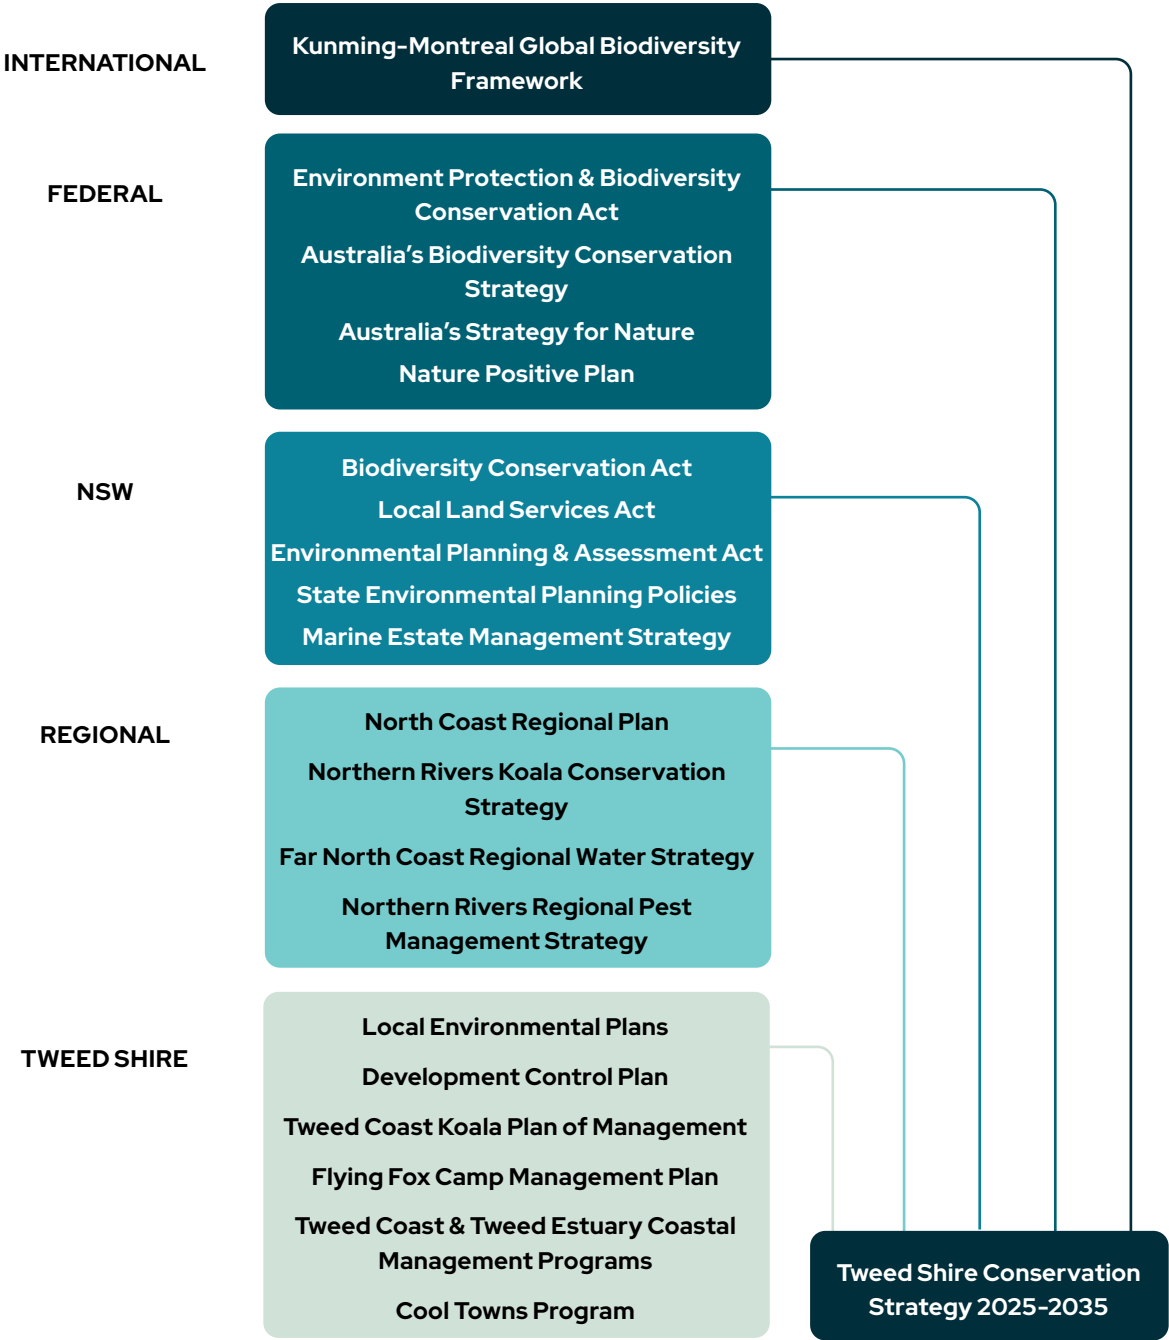 INTERNATIONAL
Kunming-Montreal Global Biodiversity
Framework
FEDERAL
Environment Protection & Biodiversity
Conservation Act
Australia’s Biodiversity Conservation
Strategy
Australia’s Strategy for Nature
Nature Positive Plan
NSW
Biodiversity Conservation Act
Local Land Services Act
Environmental Planning & Assessment Act
State Environmental Planning Policies
Marine Estate Management Strategy
REGIONAL
North Coast Regional Plan
Northern Rivers Koala Conservation
Strategy
Far North Coast Regional Water Strategy
Northern Rivers Regional Pest
Management Strategy
TWEED SHIRE
Local Environmental Plans
Development Control Plan
Tweed Coast Koala Plan of Management
Flying Fox Camp Management Plan
Tweed Coast & Tweed Estuary Coastal
Management Programs
Cool Towns Program
Tweed Shire Conservation
Strategy 2025-2035